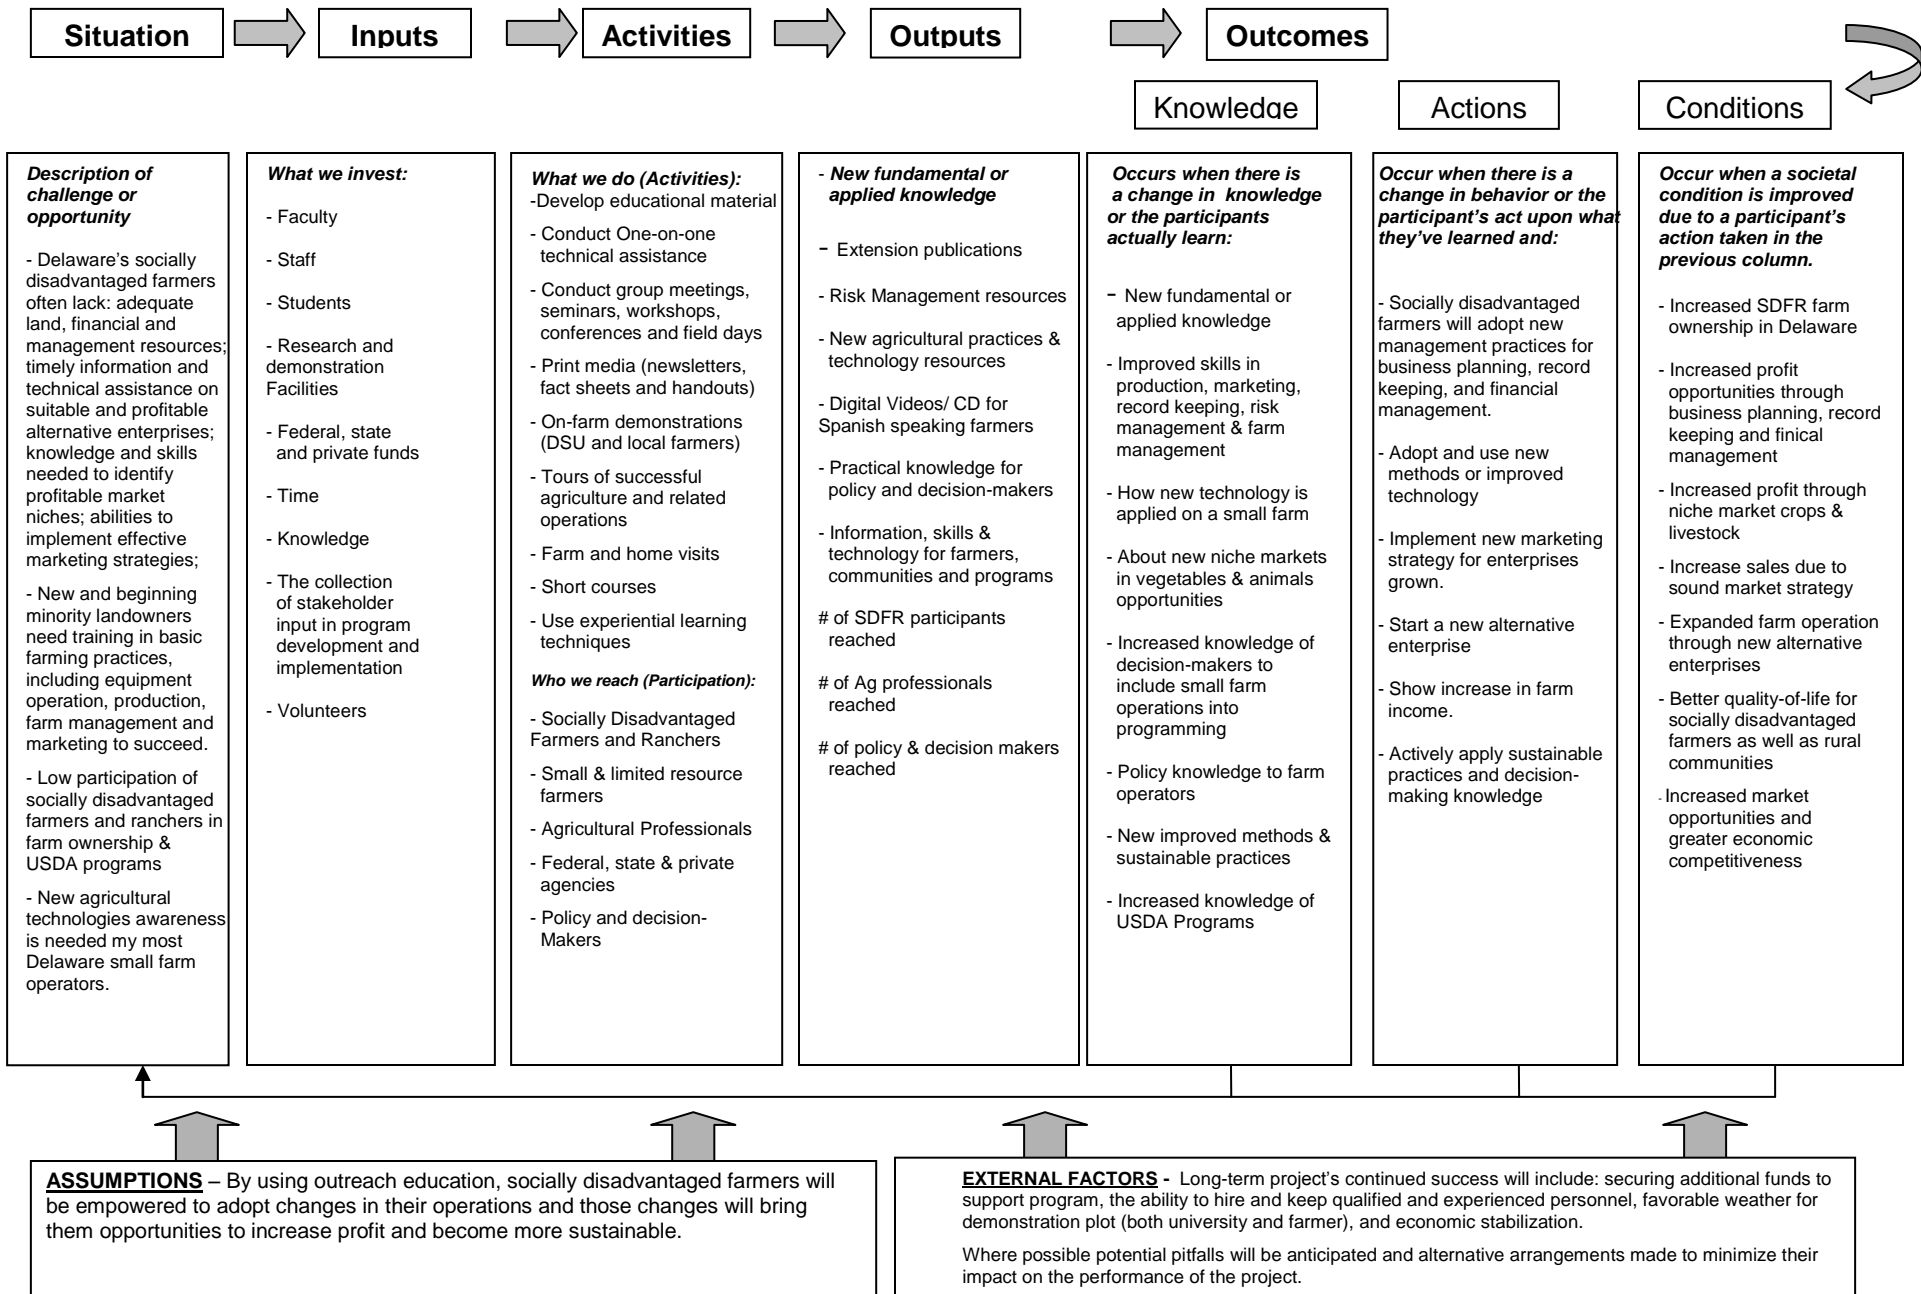 Situation
Inputs
Activities
Outputs
Outcomes
Knowledge
Actions
Conditions
Description of
challenge or
opportunity
- Delaware's socially
disadvantaged farmers
often lack: adequate
land, financial and
management resources;
timely information and
technical assistance on
suitable and profitable
alternative enterprises;
knowledge and skills
needed to identify
profitable market
niches; abilities to
implement effective
marketing strategies;
- New and beginning
minority landowners
need training in basic
farming practices,
including equipment
operation, production,
farm management and
marketing to succeed.
- Low participation of
socially disadvantaged
farmers and ranchers in
farm ownership &
USDA programs
- New agricultural
technologies awareness
is needed my most
Delaware small farm
operators.
What we invest:
- Faculty
- Staff
- Students
- Research and
demonstration
Facilities
- Federal, state
and private funds
- Time
- Knowledge
- The collection
of stakeholder
input in program
development and
implementation
- Volunteers
What we do (Activities):
-Develop educational material
- Conduct One-on-one
technical assistance
- Conduct group meetings,
seminars, workshops,
conferences and field days
- Print media (newsletters,
fact sheets and handouts)
- On-farm demonstrations
(DSU and local farmers)
- Tours of successful
agriculture and related
operations
- Farm and home visits
- Short courses
- Use experiential learning
techniques
Who we reach (Participation):
- Socially Disadvantaged
Farmers and Ranchers
- Small & limited resource
farmers
- Agricultural Professionals
- Federal, state & private
agencies
- Policy and decision-
Makers
- New fundamental or
applied knowledge
- Extension publications
- Risk Management resources
- New agricultural practices &
technology resources
- Digital Videos/ CD for
Spanish speaking farmers
- Practical knowledge for
policy and decision-makers
- Information, skills &
technology for farmers,
communities and programs
# of SDFR participants
reached
# of Ag professionals
reached
# of policy & decision makers
reached
Occurs when there is
a change in knowledge
or the participants
actually learn:
- New fundamental or
applied knowledge
- Improved skills in
production, marketing,
record keeping, risk
management & farm
management
- How new technology is
applied on a small farm
- About new niche markets
in vegetables & animals
opportunities
- Increased knowledge of
decision-makers to
include small farm
operations into
programming
- Policy knowledge to farm
operators
- New improved methods &
sustainable practices
- Increased knowledge of
USDA Programs
Occur when there is a
change in behavior or the
participant's act upon what
they've learned and:
- Socially disadvantaged
farmers will adopt new
management practices for
business planning, record
keeping, and financial
management.
- Adopt and use new
methods or improved
technology
- Implement new marketing
strategy for enterprises
grown.
- Start a new alternative
enterprise
- Show increase in farm
income.
- Actively apply sustainable
practices and decision-
making knowledge
Occur when a societal
condition is improved
due to a participant's
action taken in the
previous column.
- Increased SDFR farm
ownership in Delaware
- Increased profit
opportunities through
business planning, record
keeping and finical
management
- Increased profit through
niche market crops &
livestock
- Increase sales due to
sound market strategy
- Expanded farm operation
through new alternative
enterprises
- Better quality-of-life for
socially disadvantaged
farmers as well as rural
communities
- Increased market
opportunities and
greater economic
competitiveness
ASSUMPTIONS – By using outreach education, socially disadvantaged farmers will
be empowered to adopt changes in their operations and those changes will bring
them opportunities to increase profit and become more sustainable.
EXTERNAL FACTORS - Long-term project's continued success will include: securing additional funds to
support program, the ability to hire and keep qualified and experienced personnel, favorable weather for
demonstration plot (both university and farmer), and economic stabilization.
Where possible potential pitfalls will be anticipated and alternative arrangements made to minimize their
impact on the performance of the project.